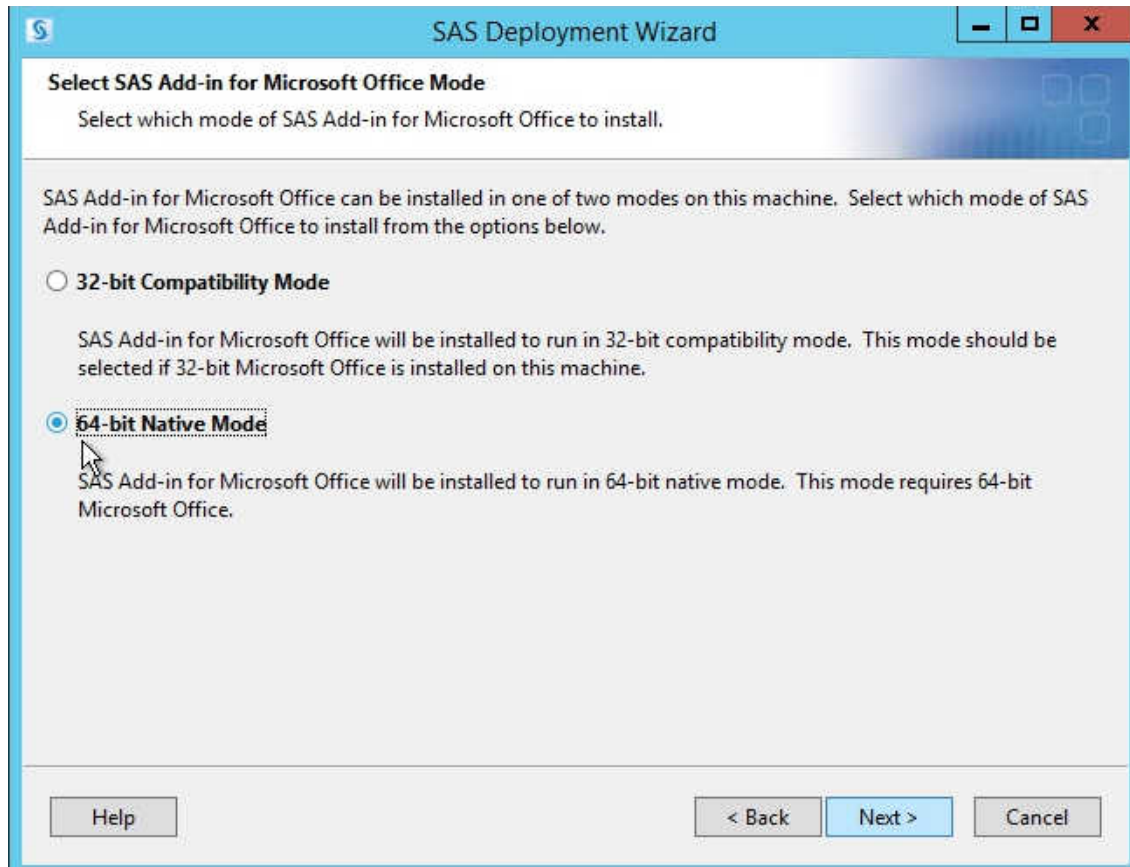 SAS Deployment Wizard
Select SAS Add-in for Microsoft Office Mode
Select which mode of SAS Add-in for Microsoft Office to install.
SAS Add-in for Microsoft Office can be installed in one of two modes on this machine. Select which mode of SAS
Add-in for Microsoft Office to install from the options below.
32-bit Compatibility Mode
SAS Add-in for Microsoft Office will be installed to run in 32-bit compatibility mode. This mode should be
selected if 32-bit Microsoft Office is installed on this machine.
64-bit Native Mode
SAS Add-in for Microsoft Office will be installed to run in 64-bit native mode. This mode requires 64-bit
Microsoft Office.
Help < Back Next > Cancel